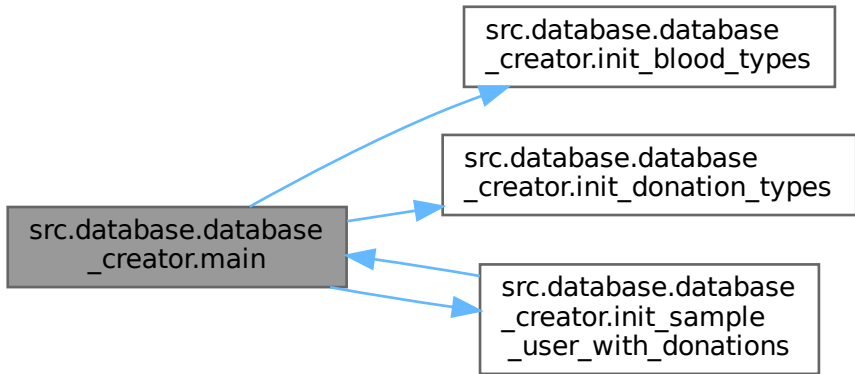 src.database.database
_creator.init_blood_types
src.database.database
_creator.init_donation_types
src.database.database
_creator.main
src.database.database
_creator.init_sample
_user_with_donations